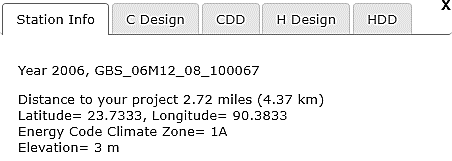 X
Station Info C Design CDD H Design HDD
Year 2006, GBS_06M12_08_100067
Distance to your project 2.72 miles (4.37 km)
Latitude= 23.7333, Longitude= 90.3833
Energy Code Climate Zone= 1A
Elevation= 3 m